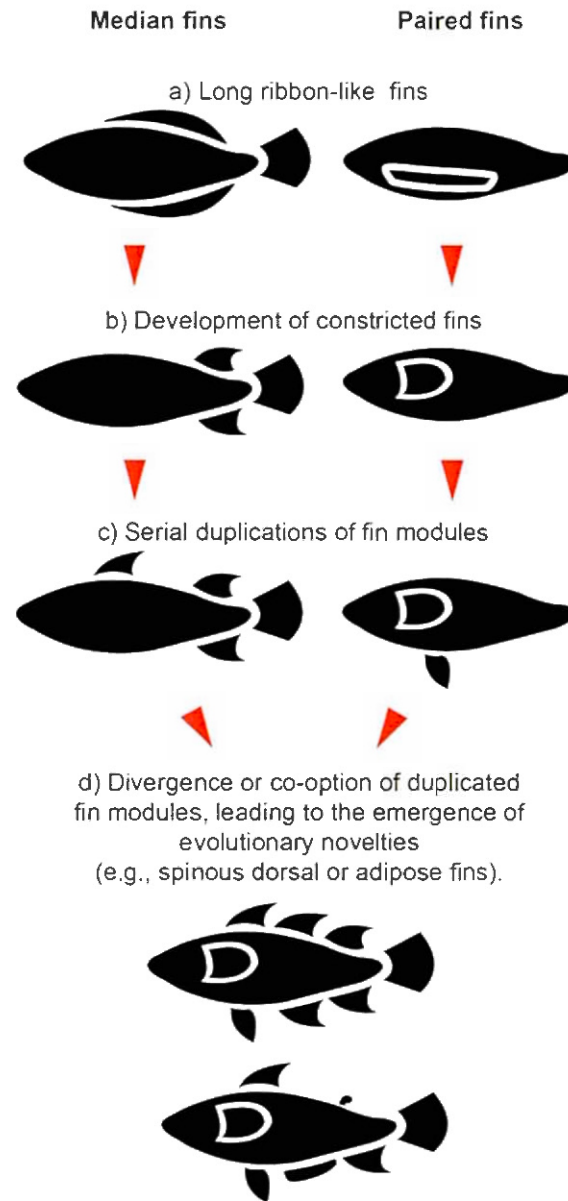 Median fins
Paired fins
a) Long ribbon-like fins
b) Development of constricted fins
c) Serial duplications of fin modules
d) Divergence or co-option of duplicated
fin modules, leading to the emergence of
evolutionary novelties
(e.g., spinous dorsal or adipose fins).